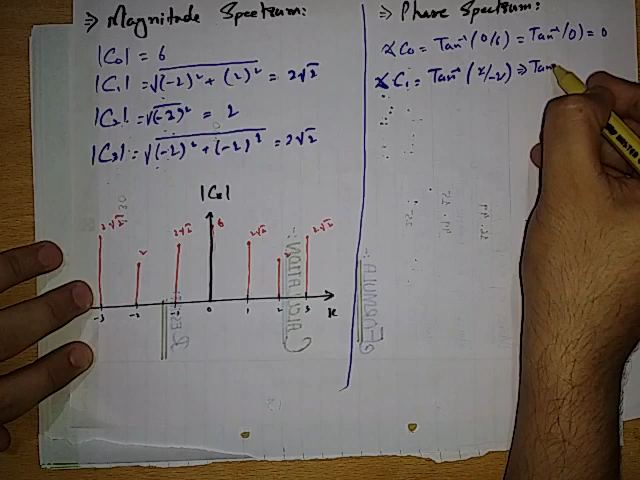 ⇒ Magnitude Spectrum:
|C₀| = 6
|C₁| = √(-2)² + (2)² = 2√2
|C₂| = √(-2)² = 2
|C₃| = √(-2)² + (-2)² = 2√2
|Cₖ|
6
2√2 2 2√2 2√2 2 2√2
-3 -2 -1 0 1 2 3 K
⇒ Phase Spectrum:
∡ C₀ = Tan⁻¹ (0/6) = Tan⁻¹ (0) = 0
∡ C₁ = Tan⁻¹ (2/-2) ⇒ Tan